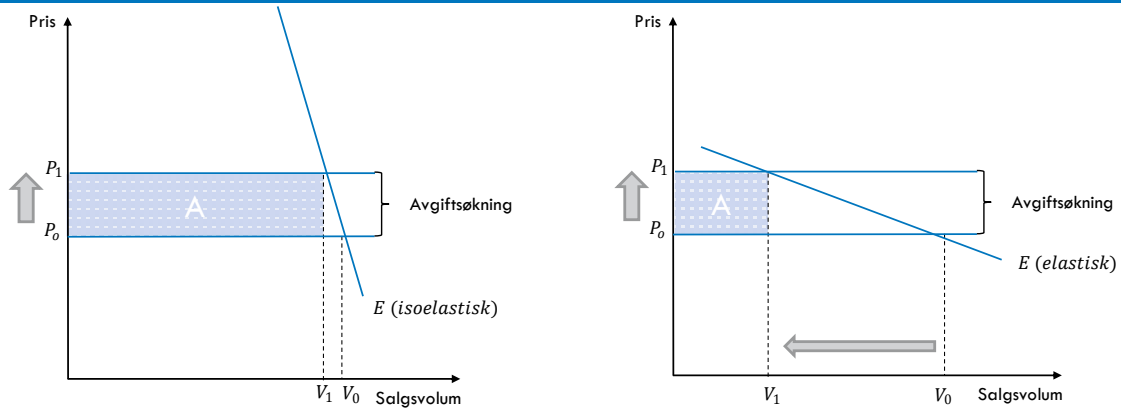 Pris
P₁
A
Pₒ
Avgiftsøkning
E (isoelastisk)
V₁ V₀
Salgsvolum
Pris
P₁
A
Pₒ
Avgiftsøkning
E (elastisk)
V₁
V₀
Salgsvolum